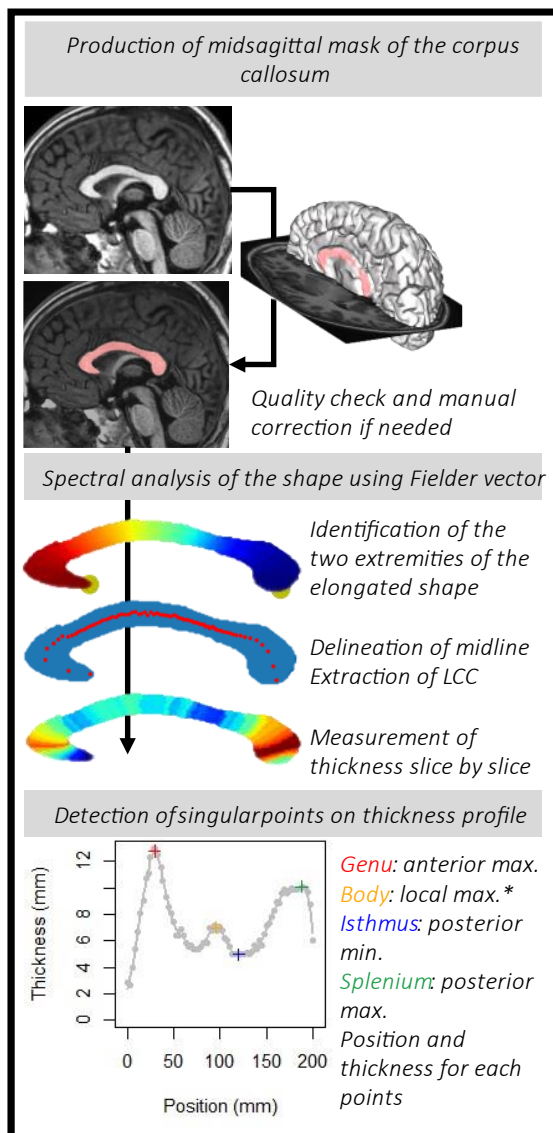 Production of midsagittal mask of the corpus
callosum
Quality check and manual
correction if needed
Spectral analysis of the shape using Fielder vector
Identification of the
two extremities of the
elongated shape
Delineation of midline
Extraction of LCC
Measurement of
thickness slice by slice
Detection of singularpoints on thickness profile
Thickness (mm)
12
10
8
6
4
2
0
0 50 100 150 200
Position (mm)
Genu: anterior max.
Body: local max.*
Isthmus: posterior
min.
Splenium: posterior
max.
Position and
thickness for each
points